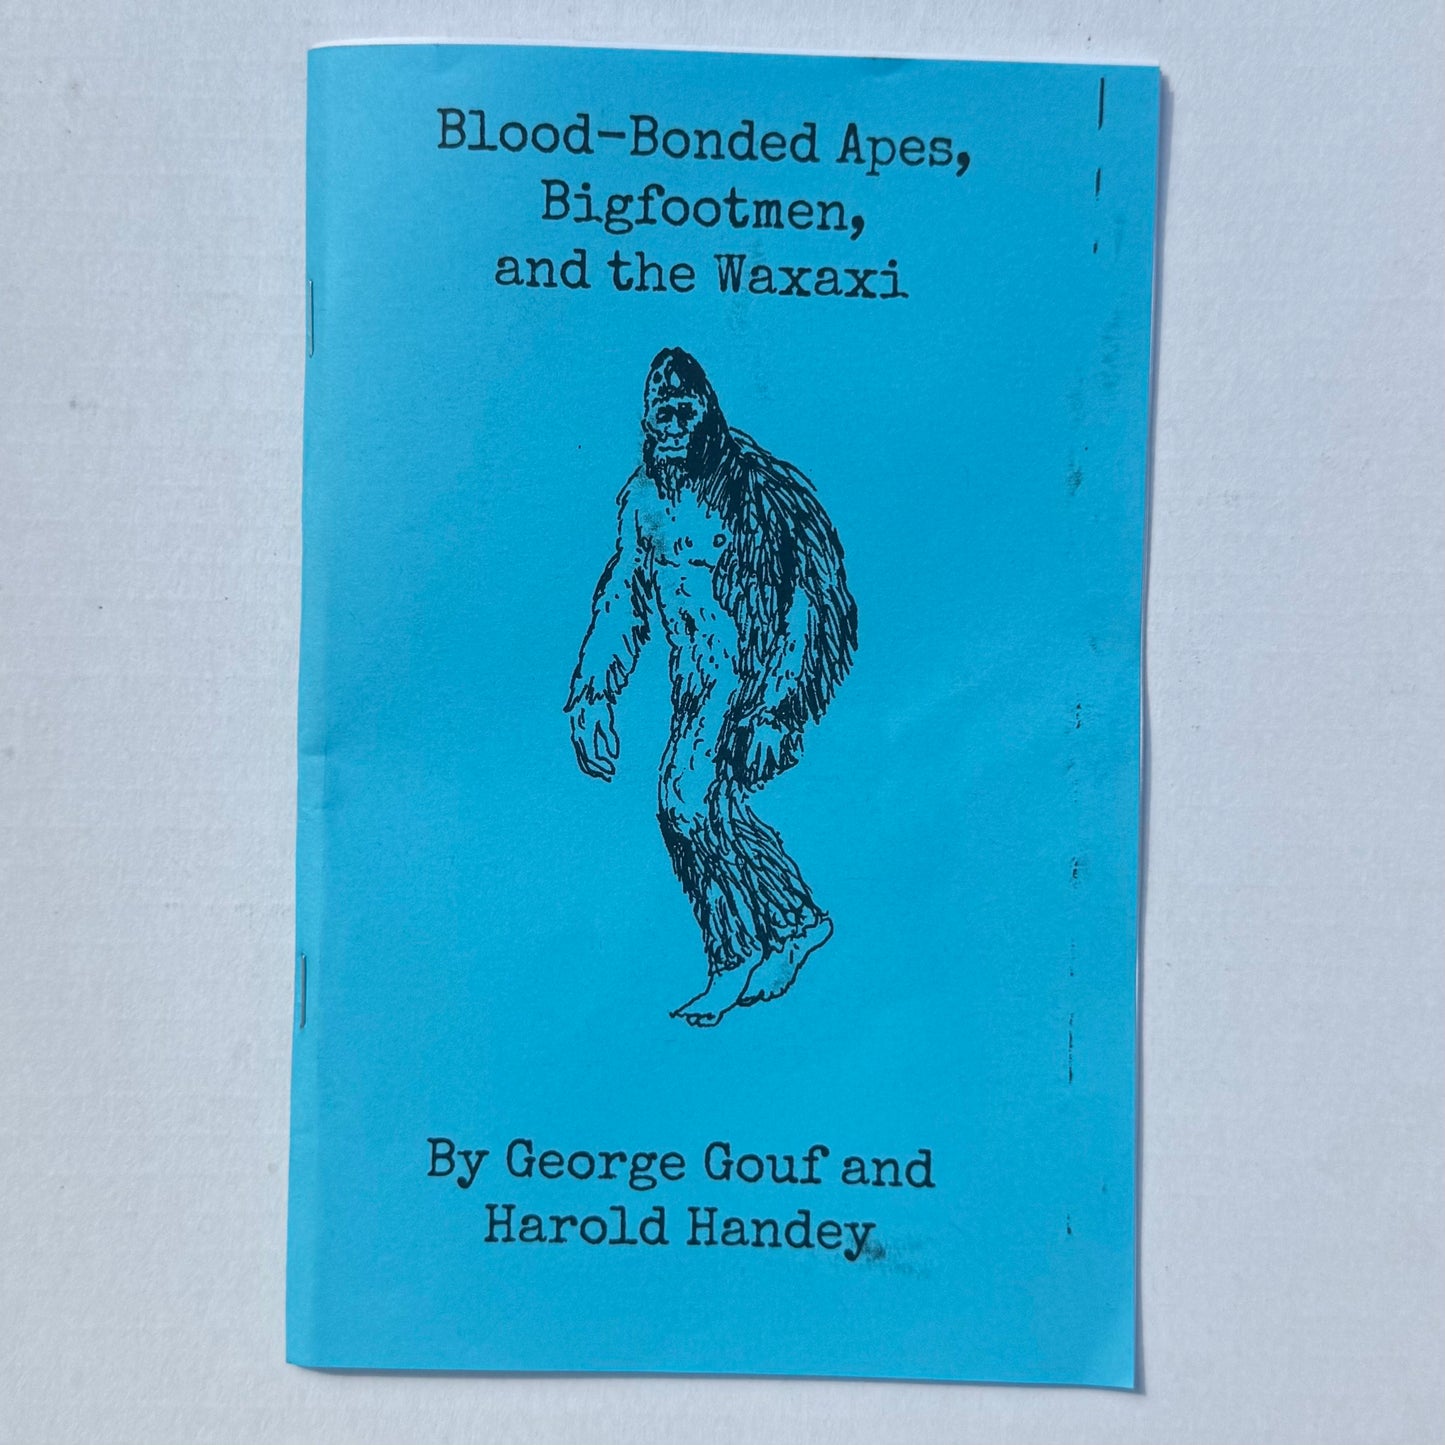 Blood-Bonded Apes,
Bigfootmen,
and the Waxaxi
By George Gouf and
Harold Handey